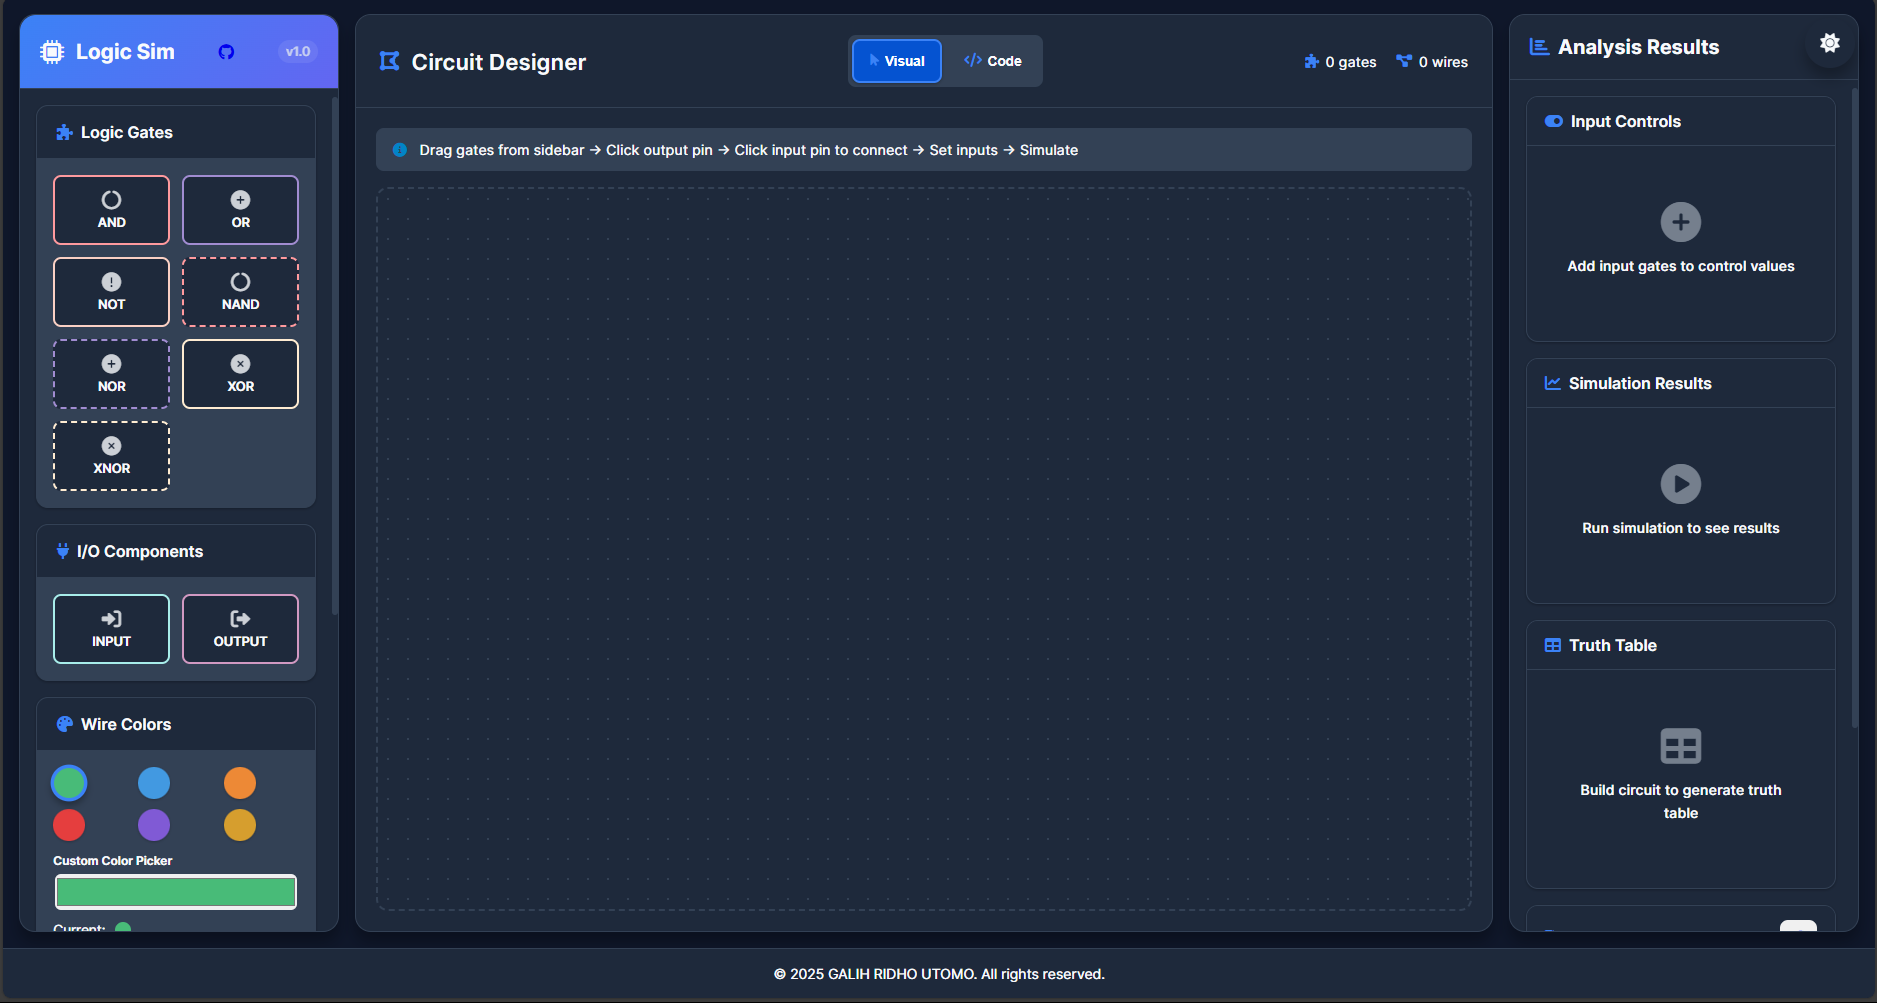 Logic Sim
v1.0
Logic Gates
AND
OR
NOT
NAND
NOR
XOR
XNOR
I/O Components
INPUT
OUTPUT
Wire Colors
Custom Color Picker
Current:
Circuit Designer
Visual
</> Code
0 gates
0 wires
Drag gates from sidebar → Click output pin → Click input pin to connect → Set inputs → Simulate
Analysis Results
Input Controls
Add input gates to control values
Simulation Results
Run simulation to see results
Truth Table
Build circuit to generate truth
table
© 2025 GALIH RIDHO UTOMO. All rights reserved.